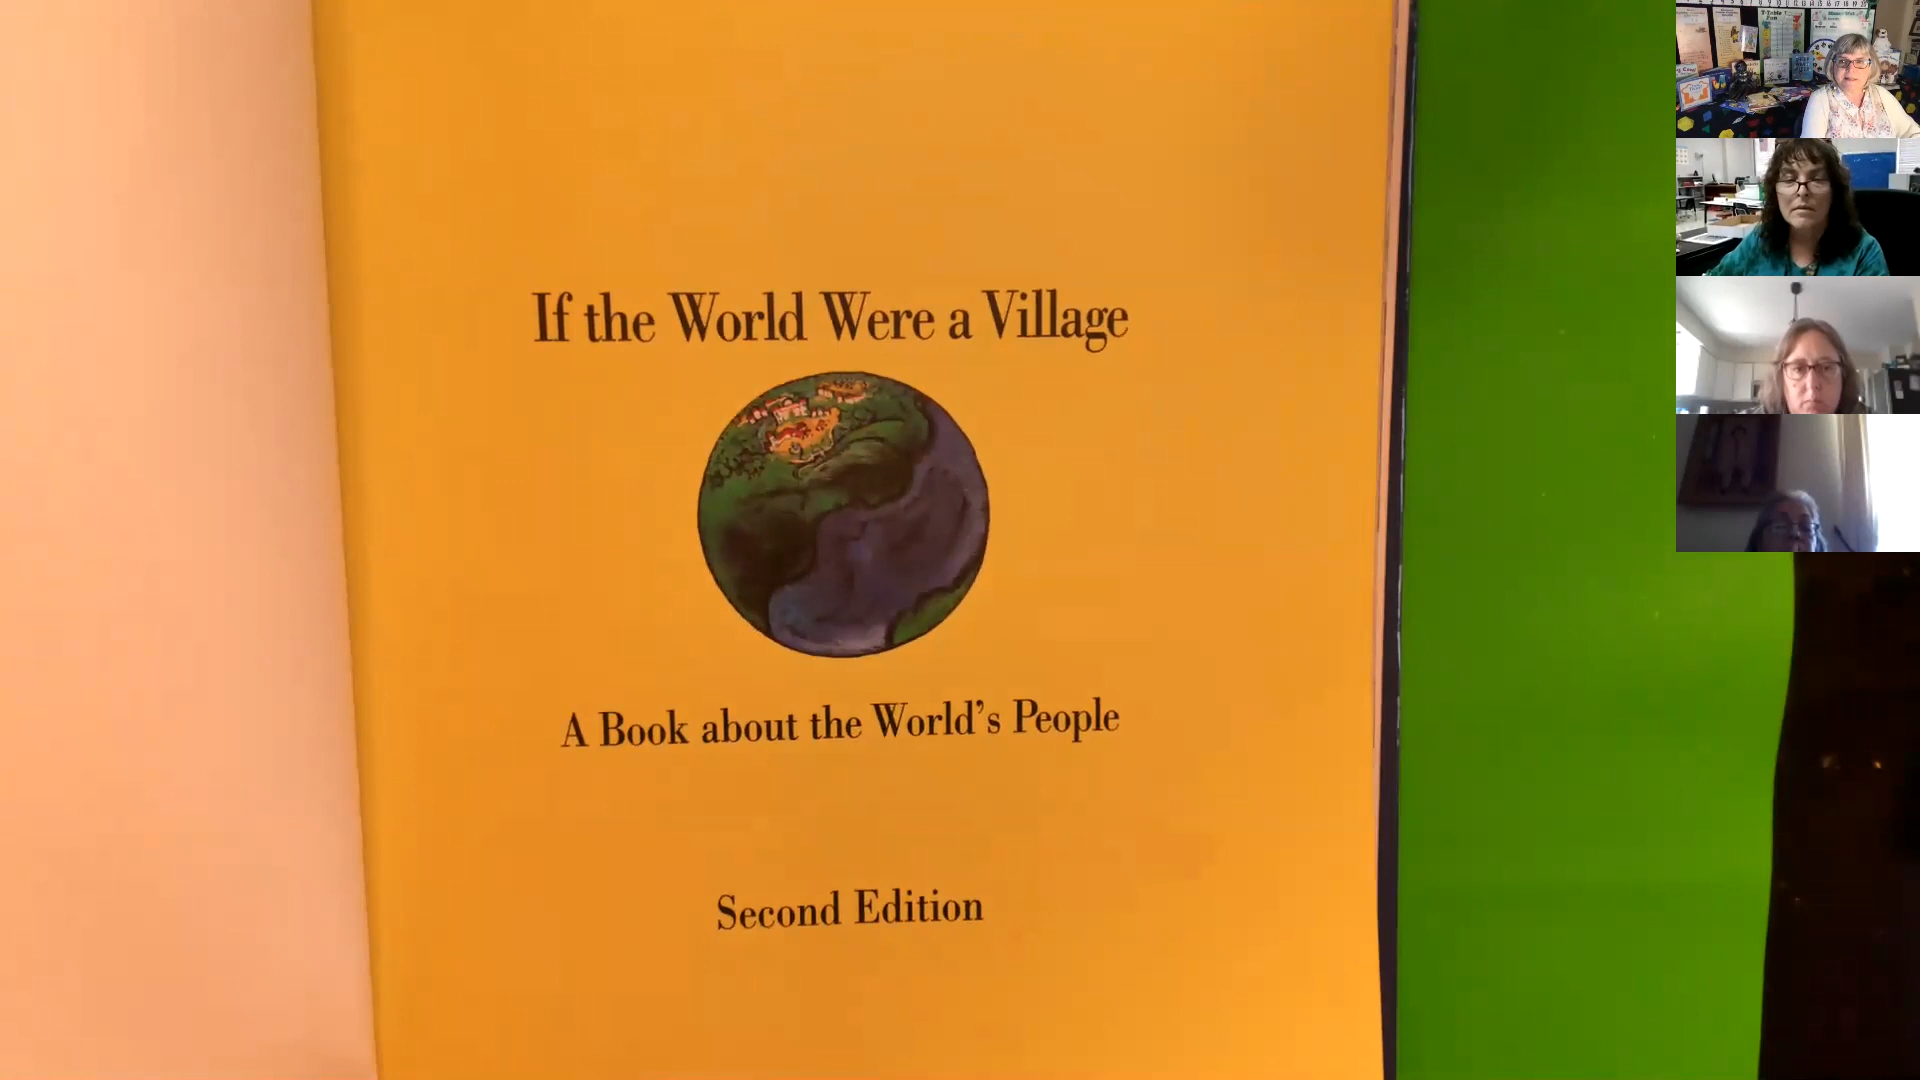 If the World Were a Village
A Book about the World's People
Second Edition